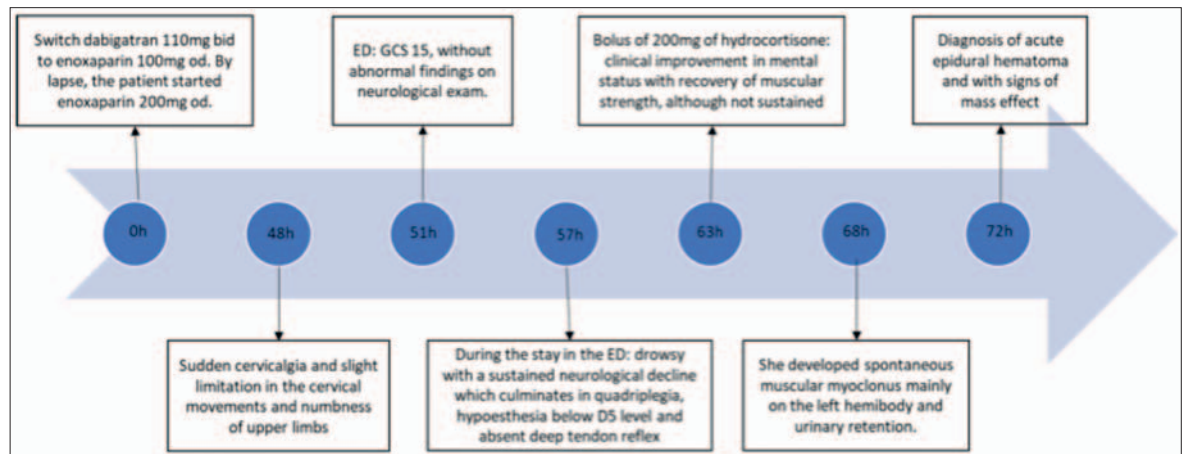 Switch dabigatran 110mg bid
to enoxaparin 100mg od. By
lapse, the patient started
enoxaparin 200mg od.
ED: GCS 15, without
abnormal findings on
neurological exam.
Bolus of 200mg of hydrocortisone:
clinical improvement in mental
status with recovery of muscular
strength, although not sustained
Diagnosis of acute
epidural hematoma
and with signs of
mass effect
0h
48h
51h
57h
63h
68h
72h
Sudden cervicalgia and slight
limitation in the cervical
movements and numbness
of upper limbs
During the stay in the ED: drowsy
with a sustained neurological decline
which culminates in quadriplegia,
hypoesthesia below D5 level and
absent deep tendon reflex
She developed spontaneous
muscular myoclonus mainly
on the left hemibody and
urinary retention.